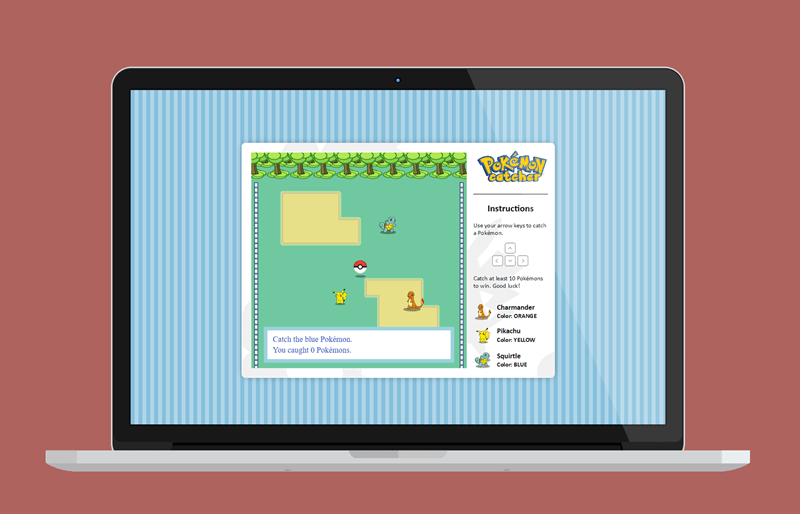 POKéMON
catcher
Instructions
Use your arrow keys to catch
a Pokémon.
Catch at least 10 Pokémons
to win. Good luck!
Charmander
Color: ORANGE
Pikachu
Color: YELLOW
Squirtle
Color: BLUE
Catch the blue Pokémon.
You caught 0 Pokémons.